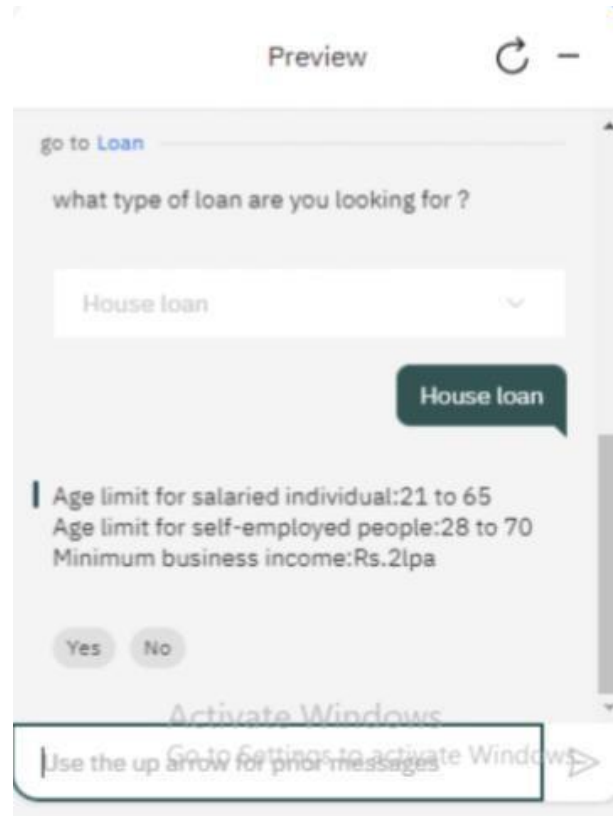 Preview
go to Loan
what type of loan are you looking for ?
House loan
House loan
Age limit for salaried individual:21 to 65
Age limit for self-employed people:28 to 70
Minimum business income:Rs.2lpa
Yes No
Activate Windows
Go to Settings to activate Windows
Use the up arrow for prior messages